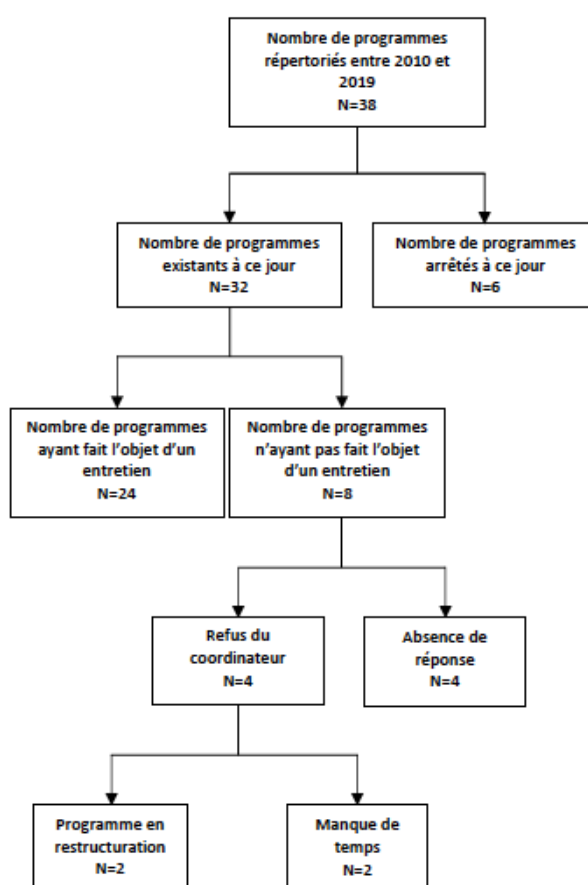 Nombre de programmes
répertoriés entre 2010 et
2019
N=38
Nombre de programmes
existants à ce jour
N=32
Nombre de programmes
arrêtés à ce jour
N=6
Nombre de programmes
ayant fait l'objet d'un
entretien
N=24
Nombre de programmes
n'ayant pas fait l'objet
d'un entretien
N=8
Refus du
coordinateur
N=4
Absence de
réponse
N=4
Programme en
restructuration
N=2
Manque de
temps
N=2